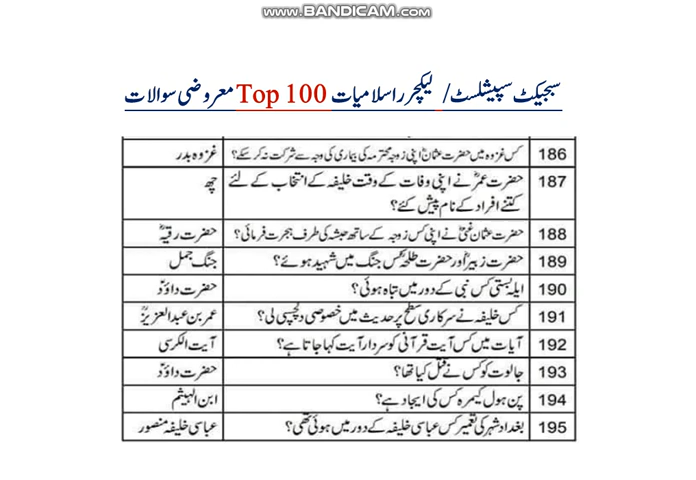 www.BANDICAM.com
سبجیکٹ سپیشلسٹ/ لیکچرر اسلامیات Top 100 معروضی سوالات
186 کس غزوہ میں حضرت عثمانؓ اپنی زوجہ محترمہ کی بیماری کی وجہ سے شرکت نہ کر سکے؟ غزوہ بدر
187 حضرت عمرؓ نے اپنی وفات کے وقت خلیفہ کے انتخاب کے لئے چھ
کتنے افراد کے نام پیش کئے؟
188 حضرت عثمان غنیؓ نے اپنی کس زوجہ کے ساتھ حبشہ کی طرف ہجرت فرمائی؟ حضرت رقیہؓ
189 حضرت زبیرؓ اور حضرت طلحہؓ کس جنگ میں شہید ہوئے؟ جنگ جمل
190 ایلہ بستی کس نبی کے دور میں تباہ ہوئی؟ حضرت داؤدؑ
191 کس خلیفہ نے سرکاری سطح پر حدیث میں خصوصی دلچسپی لی؟ عمر بن عبدالعزیزؒ
192 آیات میں کس آیت قرآنی کو سردار آیت کہا جاتا ہے؟ آیت الکرسی
193 جالوت کو کس نے قتل کیا تھا؟ حضرت داؤدؑ
194 پن ہول کیمرہ کس کی ایجاد ہے؟ ابن الہیثم
195 بغداد شہر کی تعمیر کس عباسی خلیفہ کے دور میں ہوئی تھی؟ عباسی خلیفہ منصور